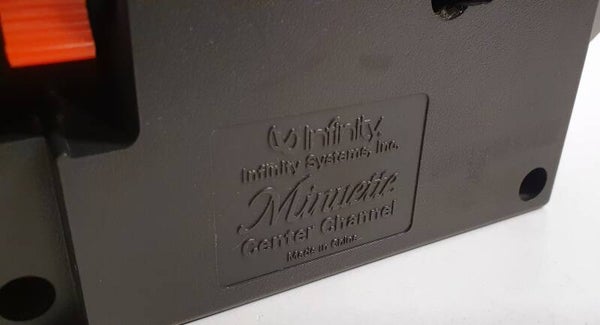 Infinity.
Infinity Systems, Inc.
Minuette
Center Channel
Made in China